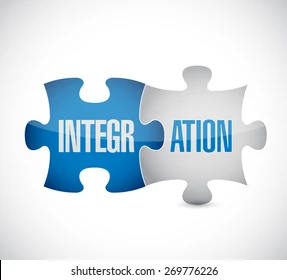 INTEGR ATION
shutterstock.com · 269776226